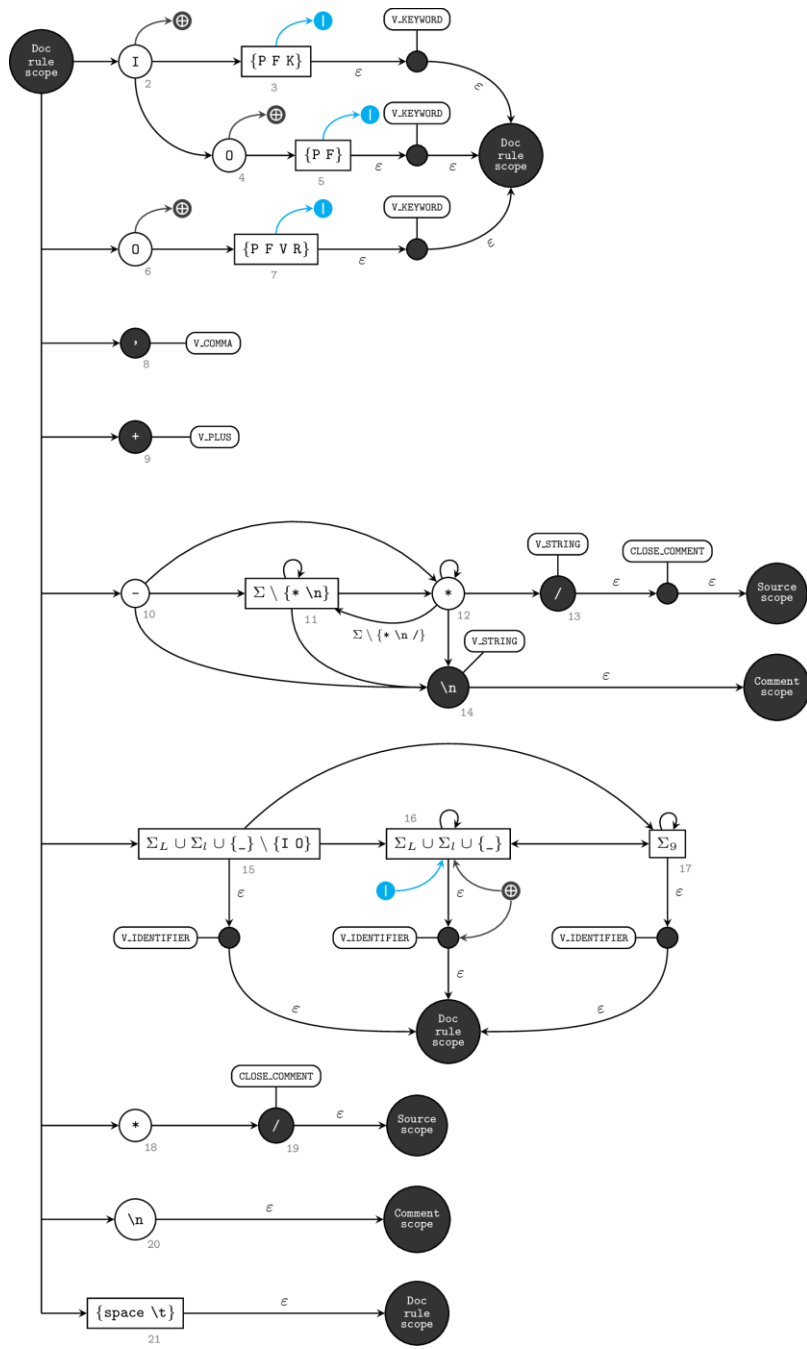 V_KEYWORD
Doc
rule
scope
I
{P F K}
ε
2
3
ε
V_KEYWORD
O
{P F}
ε
ε
4
5
Doc
rule
scope
V_KEYWORD
O
{P F V R}
ε
ε
6
7
,
V_COMMA
8
+
V_PLUS
9
V_STRING
CLOSE_COMMENT
-
Σ \ {* \n}
*
/
ε
ε
Source
scope
10
11
12
13
Σ \ {* \n /}
V_STRING
\n
ε
Comment
scope
14
16
Σ_L ∪ Σ_l ∪ {_} \ {I O}
Σ_L ∪ Σ_l ∪ {_}
Σ_9
15
17
ε
ε
ε
V_IDENTIFIER
V_IDENTIFIER
V_IDENTIFIER
ε
ε
ε
Doc
rule
scope
CLOSE_COMMENT
*
/
ε
Source
scope
18
19
\n
ε
Comment
scope
20
{space \t}
ε
Doc
rule
scope
21